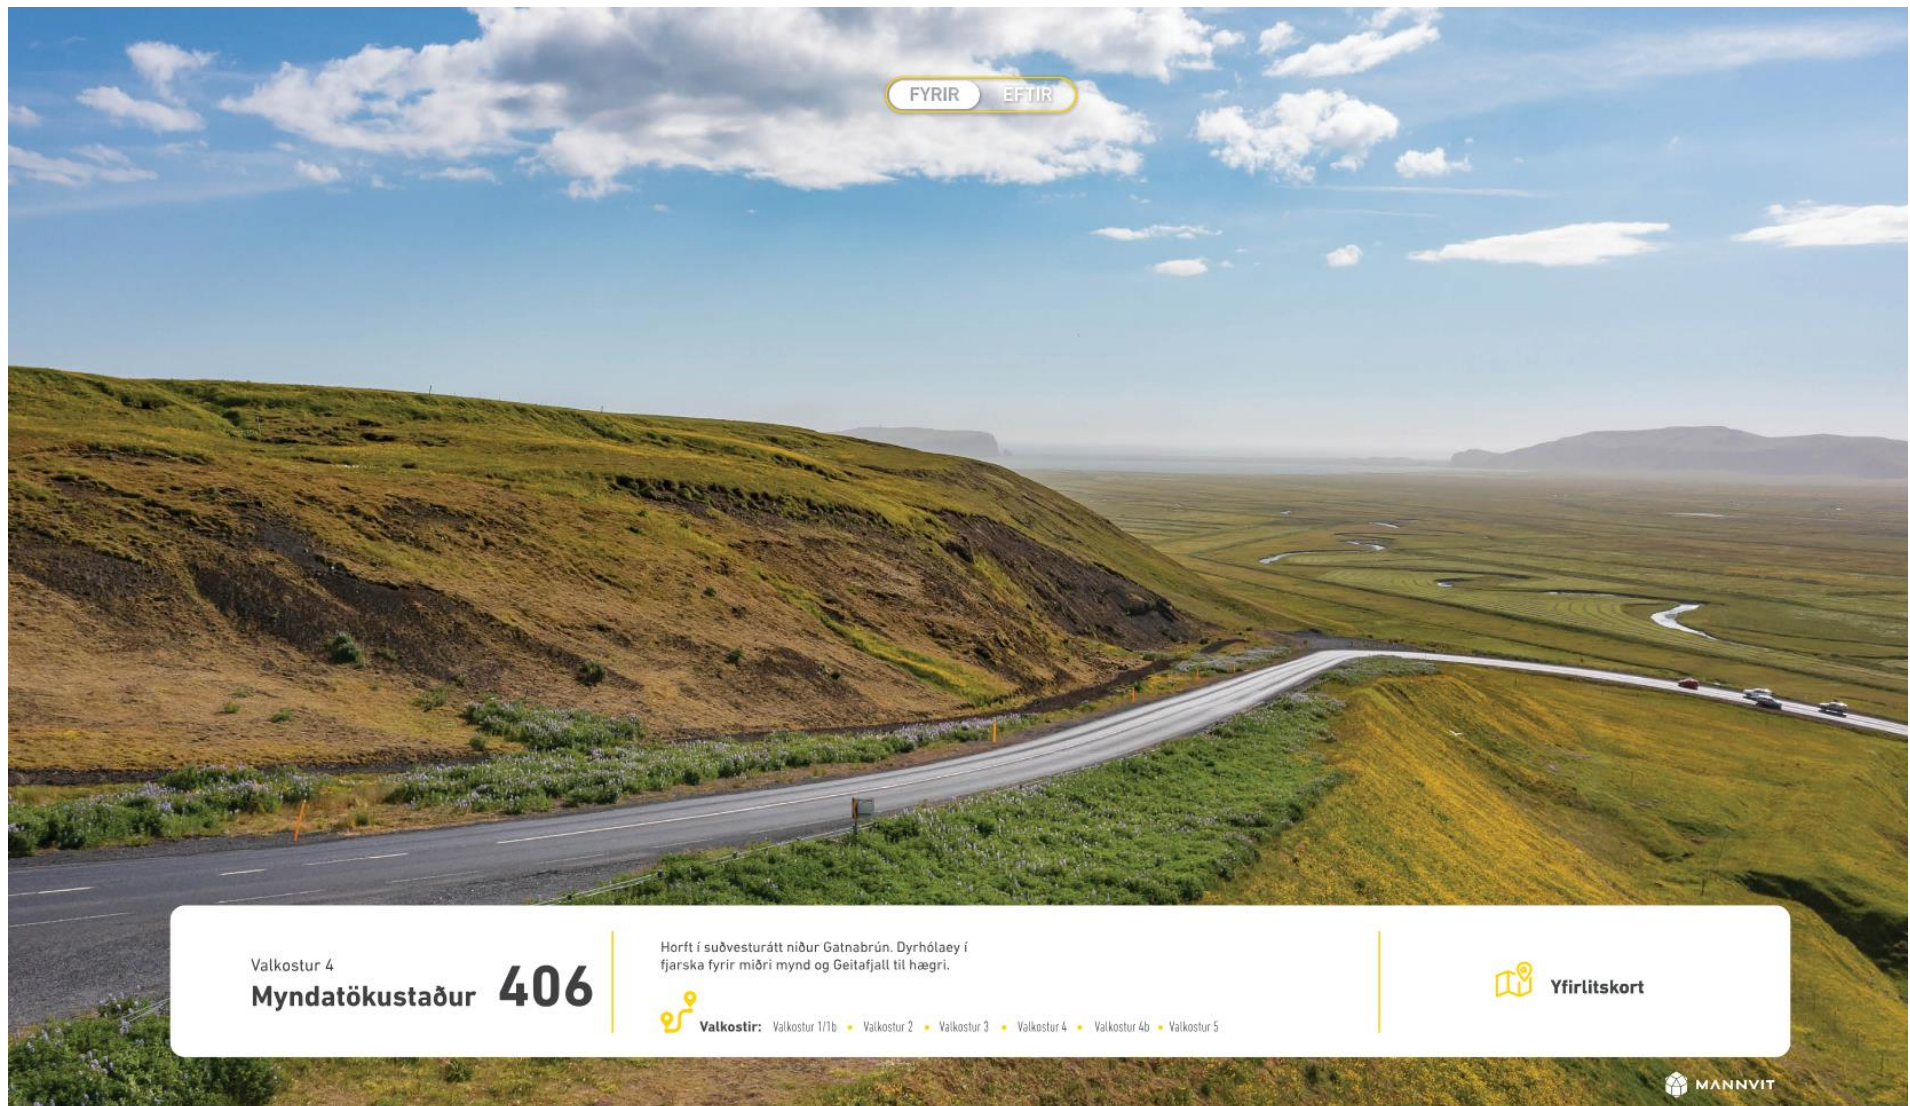 FYRIR EFTIR
Valkostur 4
Myndatökustaður 406
Horft í suðvesturátt niður Gatnabrún. Dyrhólaey í
fjarska fyrir miðri mynd og Geitafjall til hægri.
Valkostir: Valkostur 1/1b • Valkostur 2 • Valkostur 3 • Valkostur 4 • Valkostur 4b • Valkostur 5
Yfirlitskort
MANNVIT